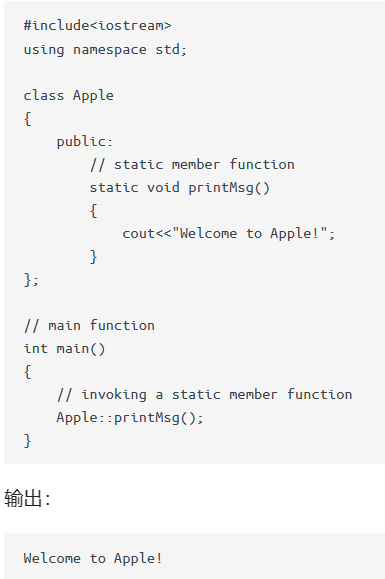 #include<iostream>
using namespace std;
class Apple
{
    public:
        // static member function
        static void printMsg()
        {
            cout<<"Welcome to Apple!";
        }
};
// main function
int main()
{
    // invoking a static member function
    Apple::printMsg();
}
输出：
Welcome to Apple!